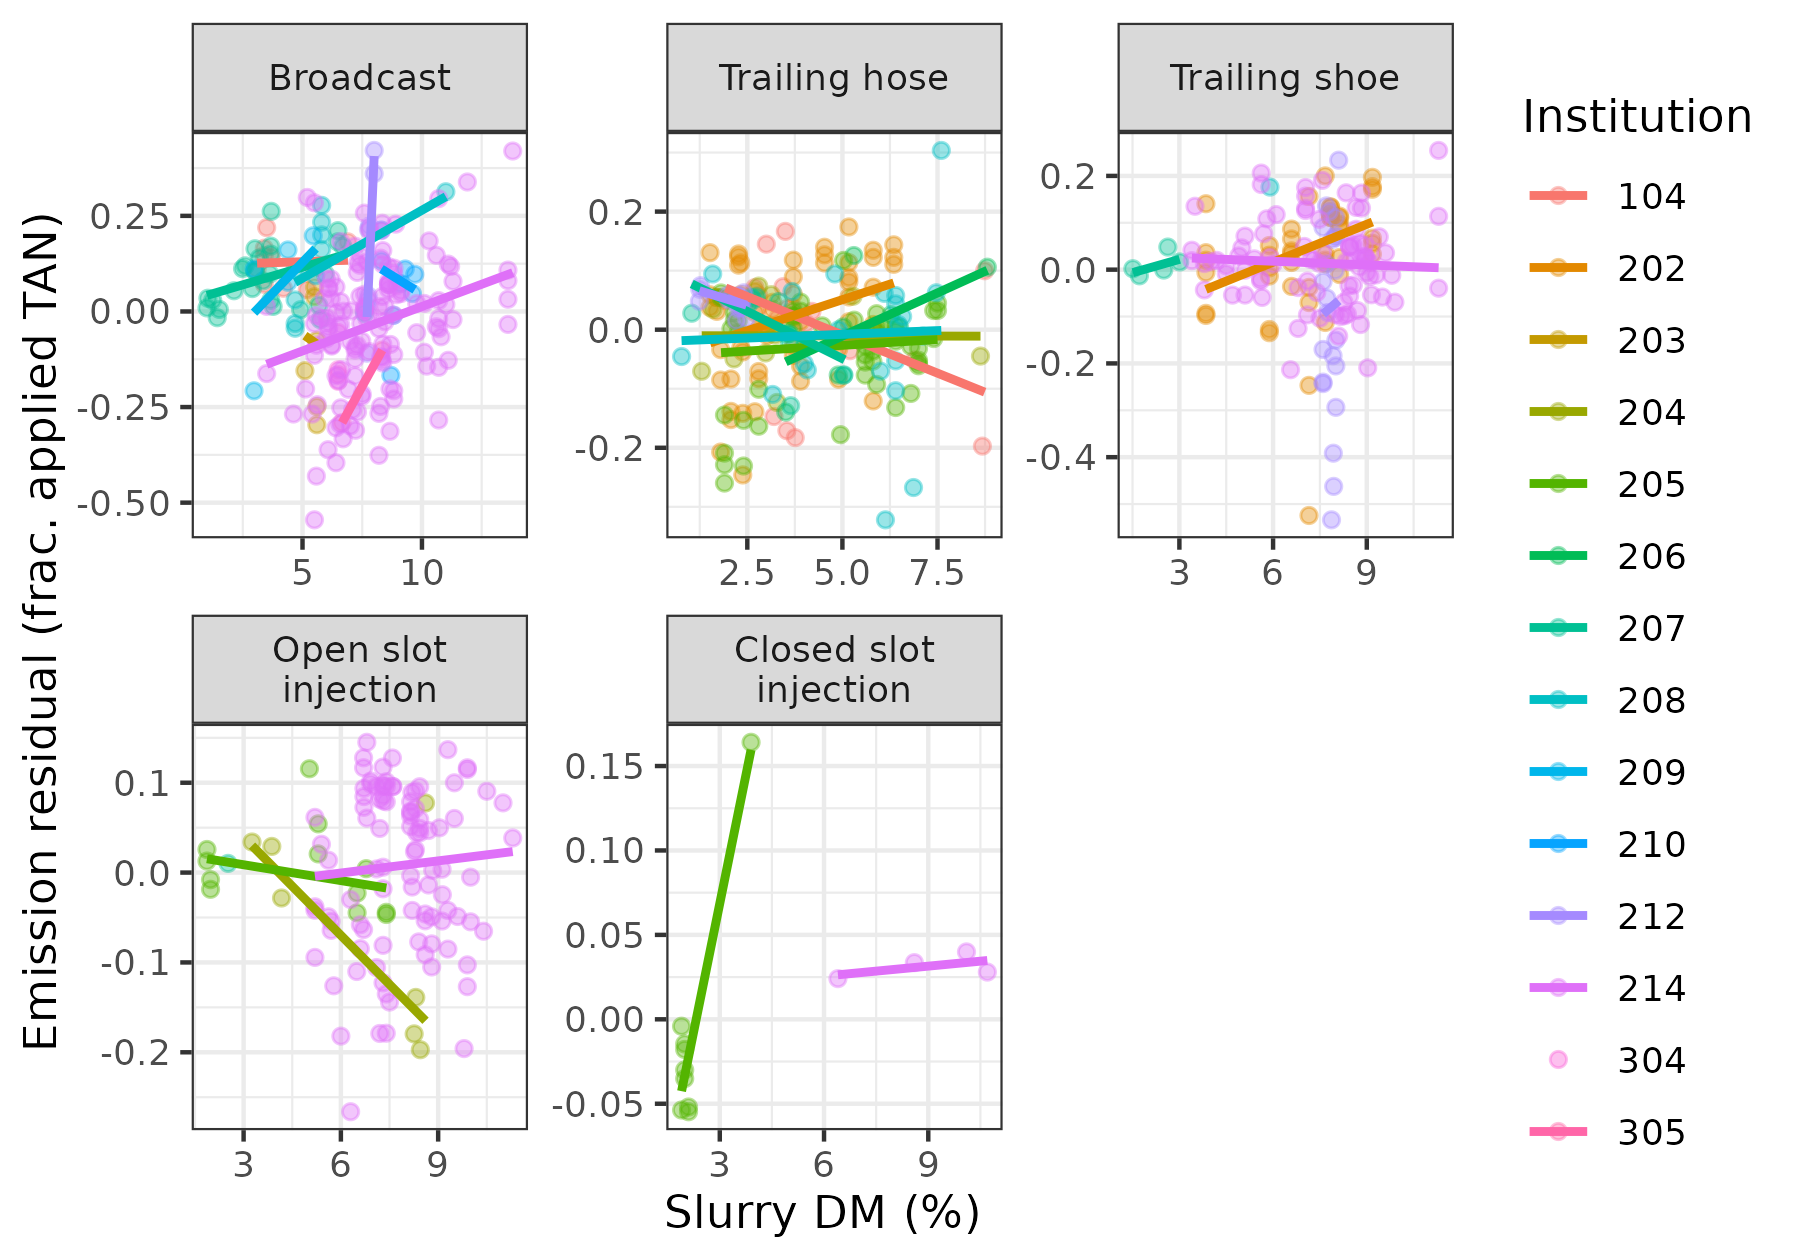 Broadcast
Trailing hose
Trailing shoe
Institution
104
202
203
204
205
206
207
208
209
210
212
214
304
305
0.25
0.00
-0.25
-0.50
5 10
0.2
0.0
-0.2
2.5 5.0 7.5
0.2
0.0
-0.2
-0.4
3 6 9
Emission residual (frac. applied TAN)
Open slot
injection
Closed slot
injection
0.1
0.0
-0.1
-0.2
3 6 9
0.15
0.10
0.05
0.00
-0.05
3 6 9
Slurry DM (%)